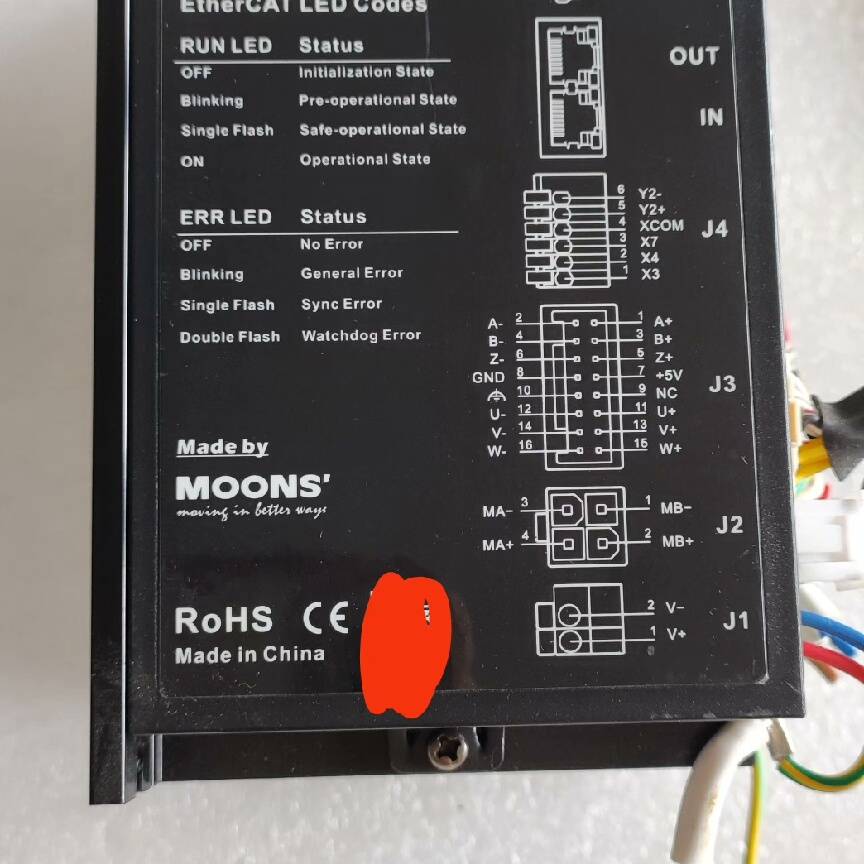 EtherCAT LED Codes
RUN LED Status
OFF Initialization State
Blinking Pre-operational State
Single Flash Safe-operational State
ON Operational State
ERR LED Status
OFF No Error
Blinking General Error
Single Flash Sync Error
Double Flash Watchdog Error
Made by
MOONS'
moving in better ways
RoHS CE
Made in China
OUT
IN
6 Y2-
5 Y2+
4 XCOM
3 X7
2 X4
1 X3
J4
A- 2 1 A+
B- 4 3 B+
Z- 6 5 Z+
GND 8 7 +5V
10 9 NC
U- 12 11 U+
V- 14 13 V+
W- 16 15 W+
J3
MA- 3 1 MB-
MA+ 4 2 MB+
J2
2 V-
1 V+
J1